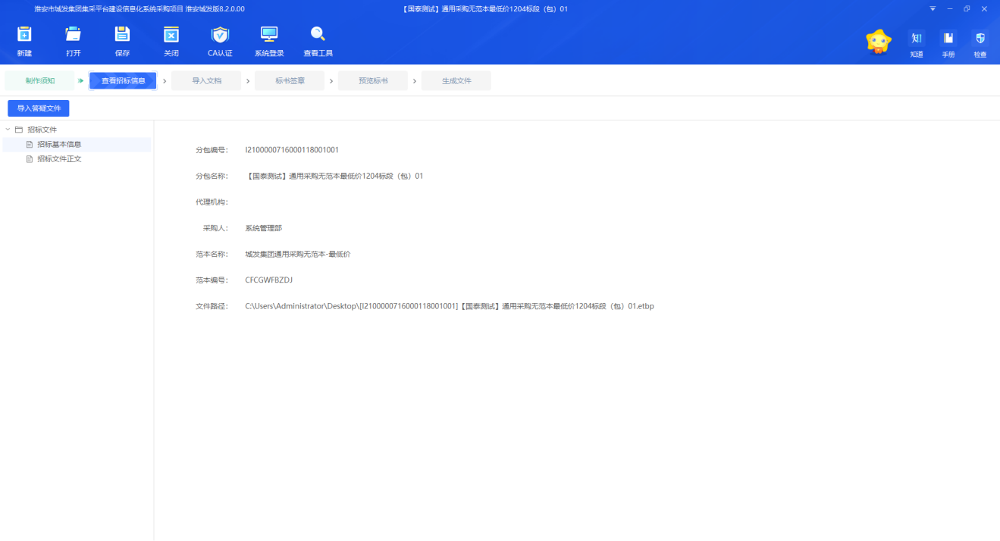 淮安市城发集团集采平台建设信息化系统采购项目 淮安城发版8.2.0.00
【国泰测试】通用采购无范本最低价1204标段（包）01
新建
打开
保存
关闭
CA认证
系统登录
查看工具
知道
手册
检查
制作须知
查看招标信息
导入文档
标书签章
预览标书
生成文件
导入答疑文件
招标文件
招标基本信息
招标文件正文
分包编号： I2100000716000118001001
分包名称： 【国泰测试】通用采购无范本最低价1204标段（包）01
代理机构：
采购人： 系统管理部
范本名称： 城发集团通用采购无范本-最低价
范本编号： CFCGWFBZDJ
文件路径： C:\Users\Administrator\Desktop\[I2100000716000118001001]【国泰测试】通用采购无范本最低价1204标段（包）01.etbp